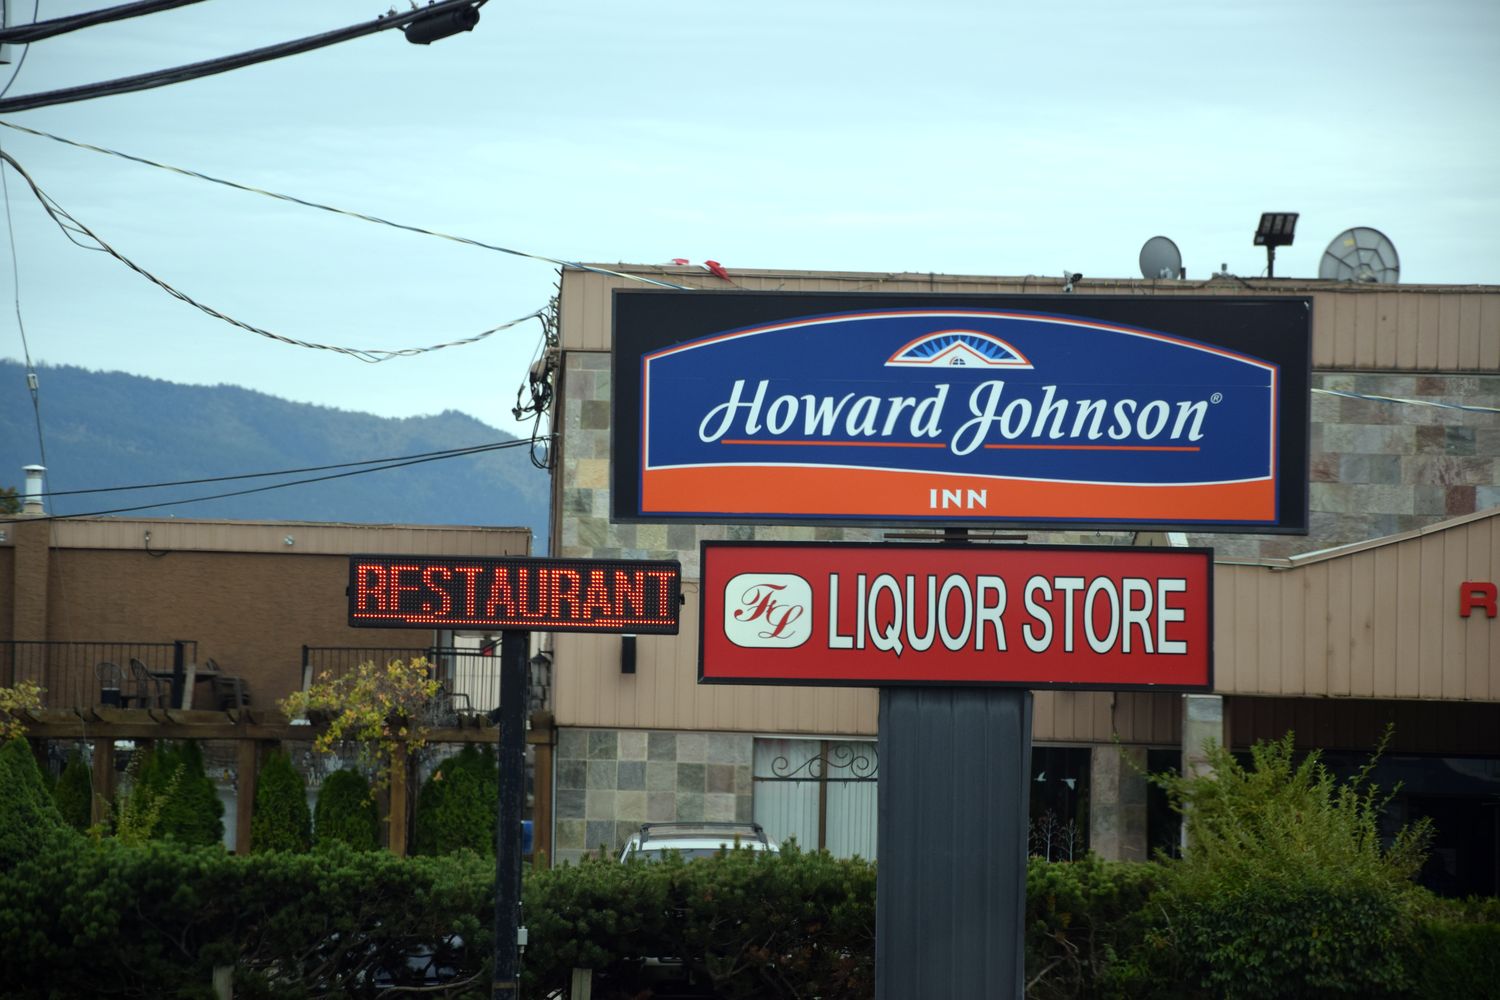 Howard Johnson®
INN
RESTAURANT
FL
LIQUOR STORE
R